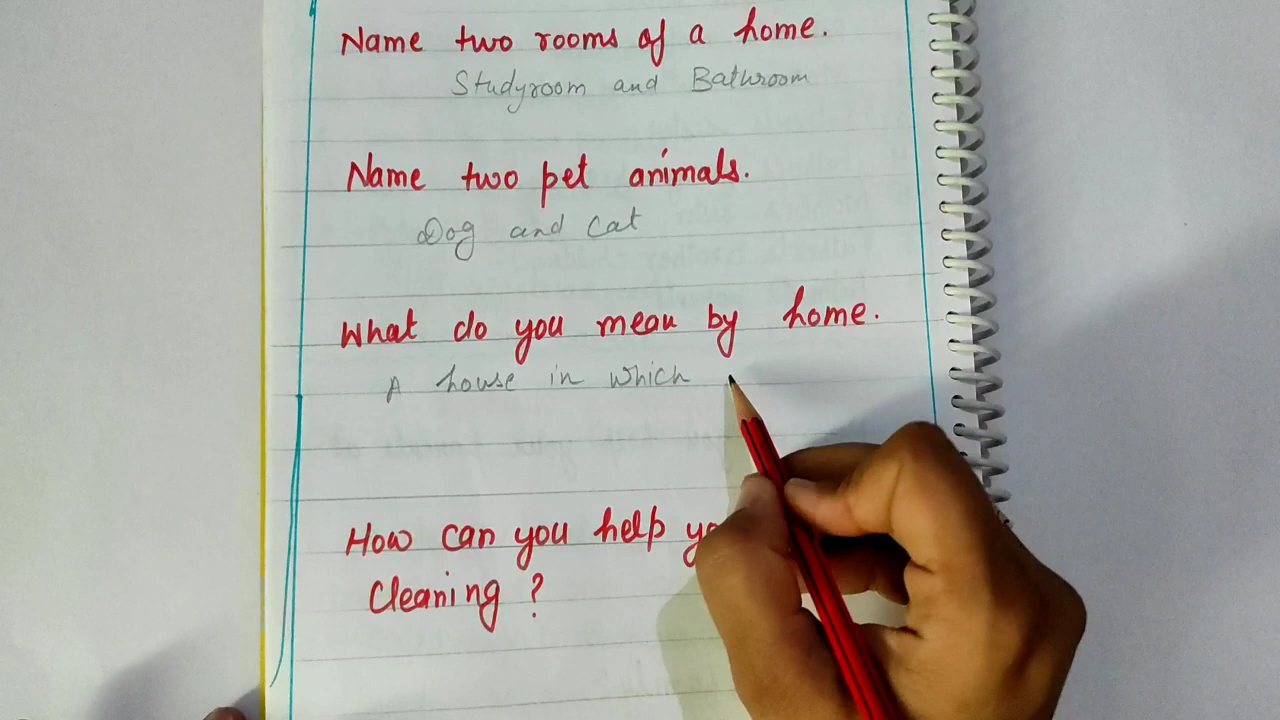 Name two rooms of a home.
Studyroom and Bathroom
Name two pet animals.
Dog and Cat
What do you mean by home.
A house in which
How can you help
Cleaning ?